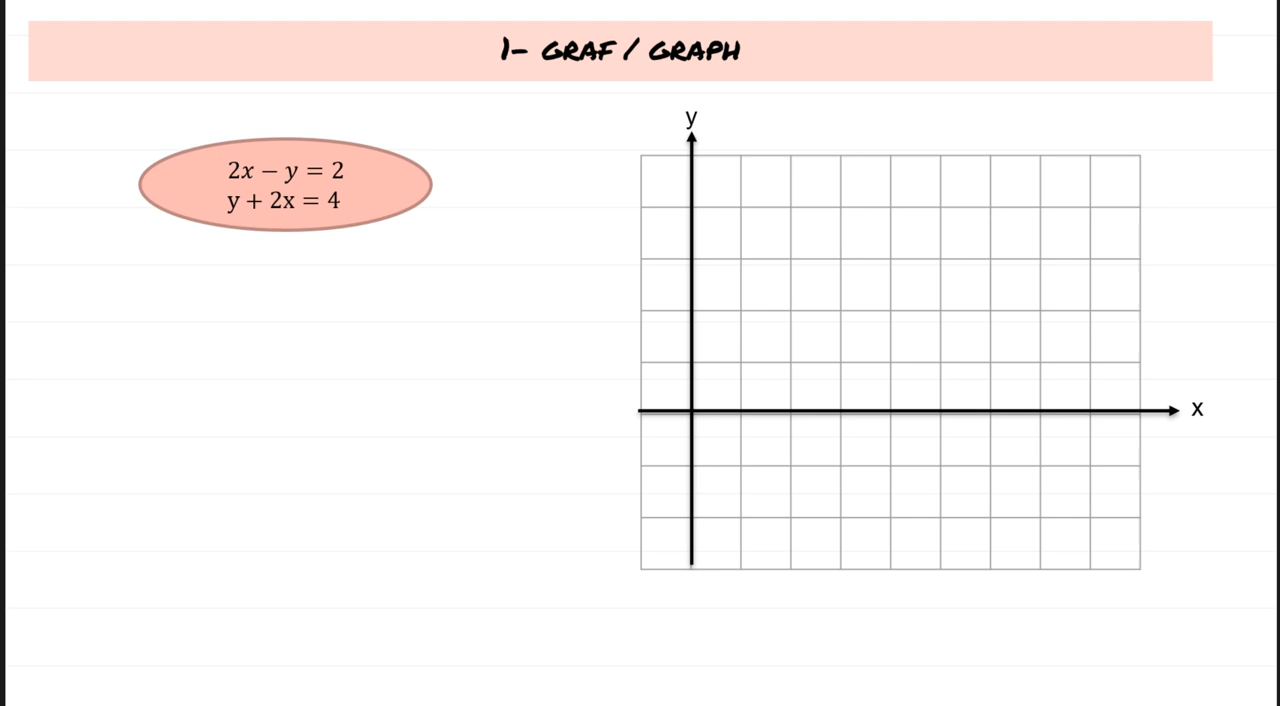 1- GRAF / GRAPH
2x − y = 2
y + 2x = 4
y
x